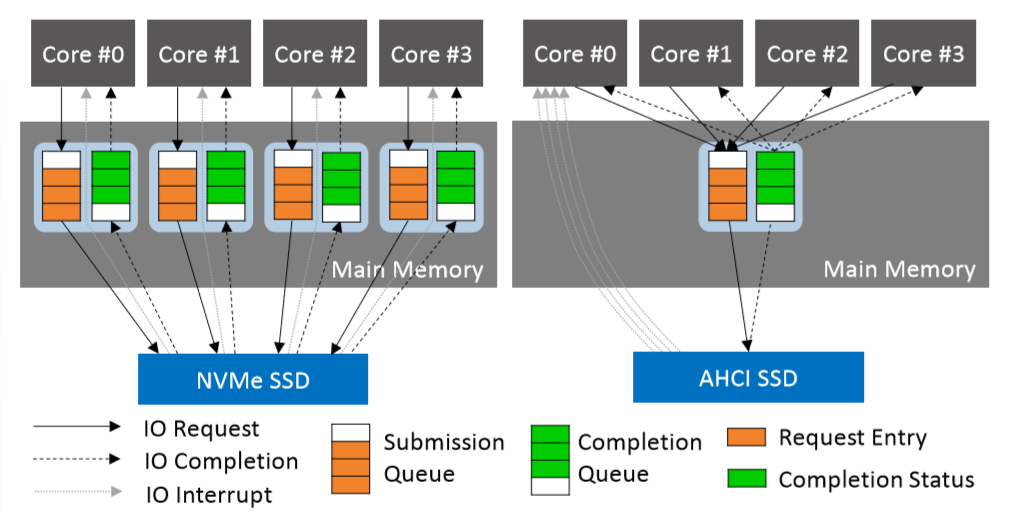 Core #0 Core #1 Core #2 Core #3
Core #0 Core #1 Core #2 Core #3
Main Memory
Main Memory
NVMe SSD
AHCI SSD
IO Request
IO Completion
IO Interrupt
Submission
Queue
Completion
Queue
Request Entry
Completion Status